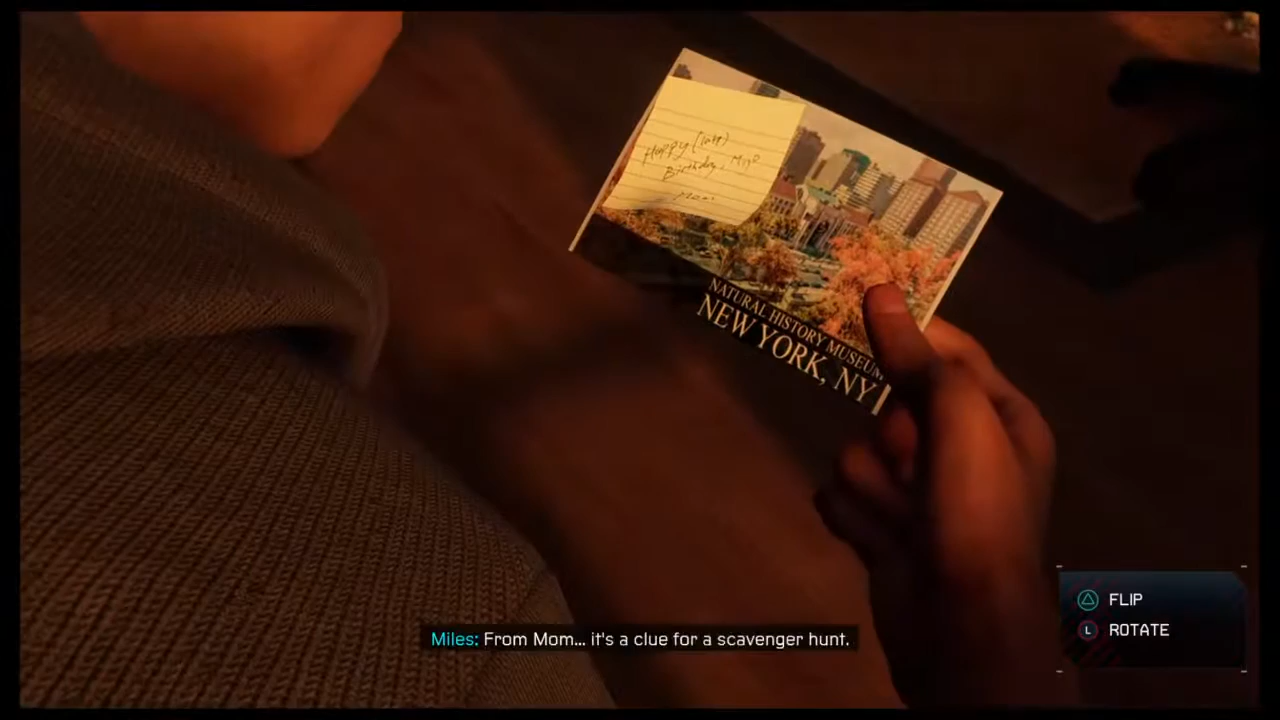 Happy (late)
Birthday, Mijo
Mom
NATURAL HISTORY MUSEUM
NEW YORK, NY
Miles: From Mom... it's a clue for a scavenger hunt.
FLIP
L ROTATE